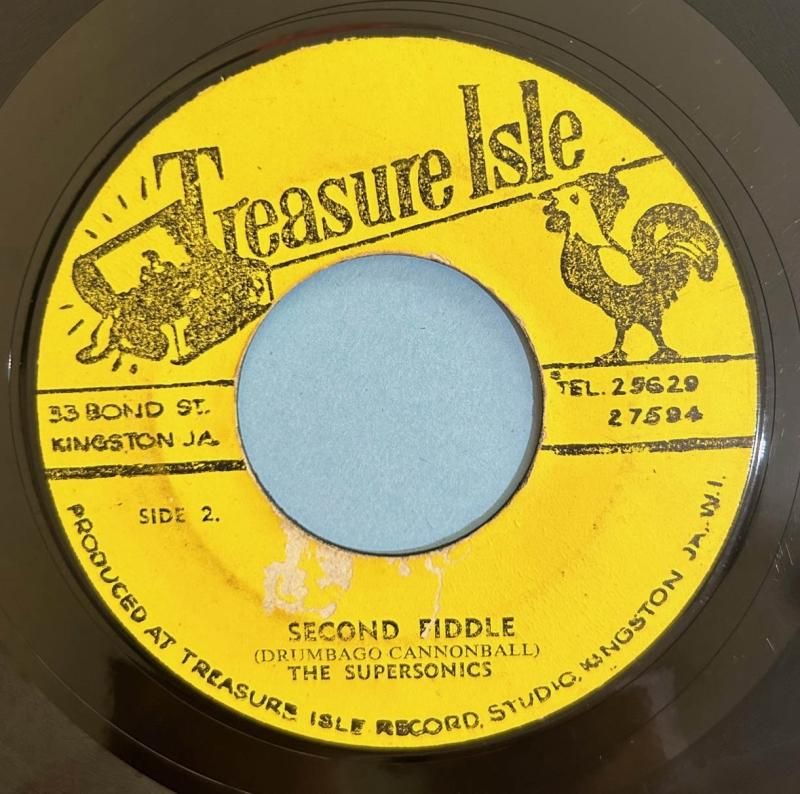 Treasure Isle
33 BOND ST.
KINGSTON JA.
TEL. 25629
27594
SIDE 2.
SECOND FIDDLE
(DRUMBAGO CANNONBALL)
THE SUPERSONICS
PRODUCED AT TREASURE ISLE RECORD, STUDIO, KINGSTON JA., W.I.